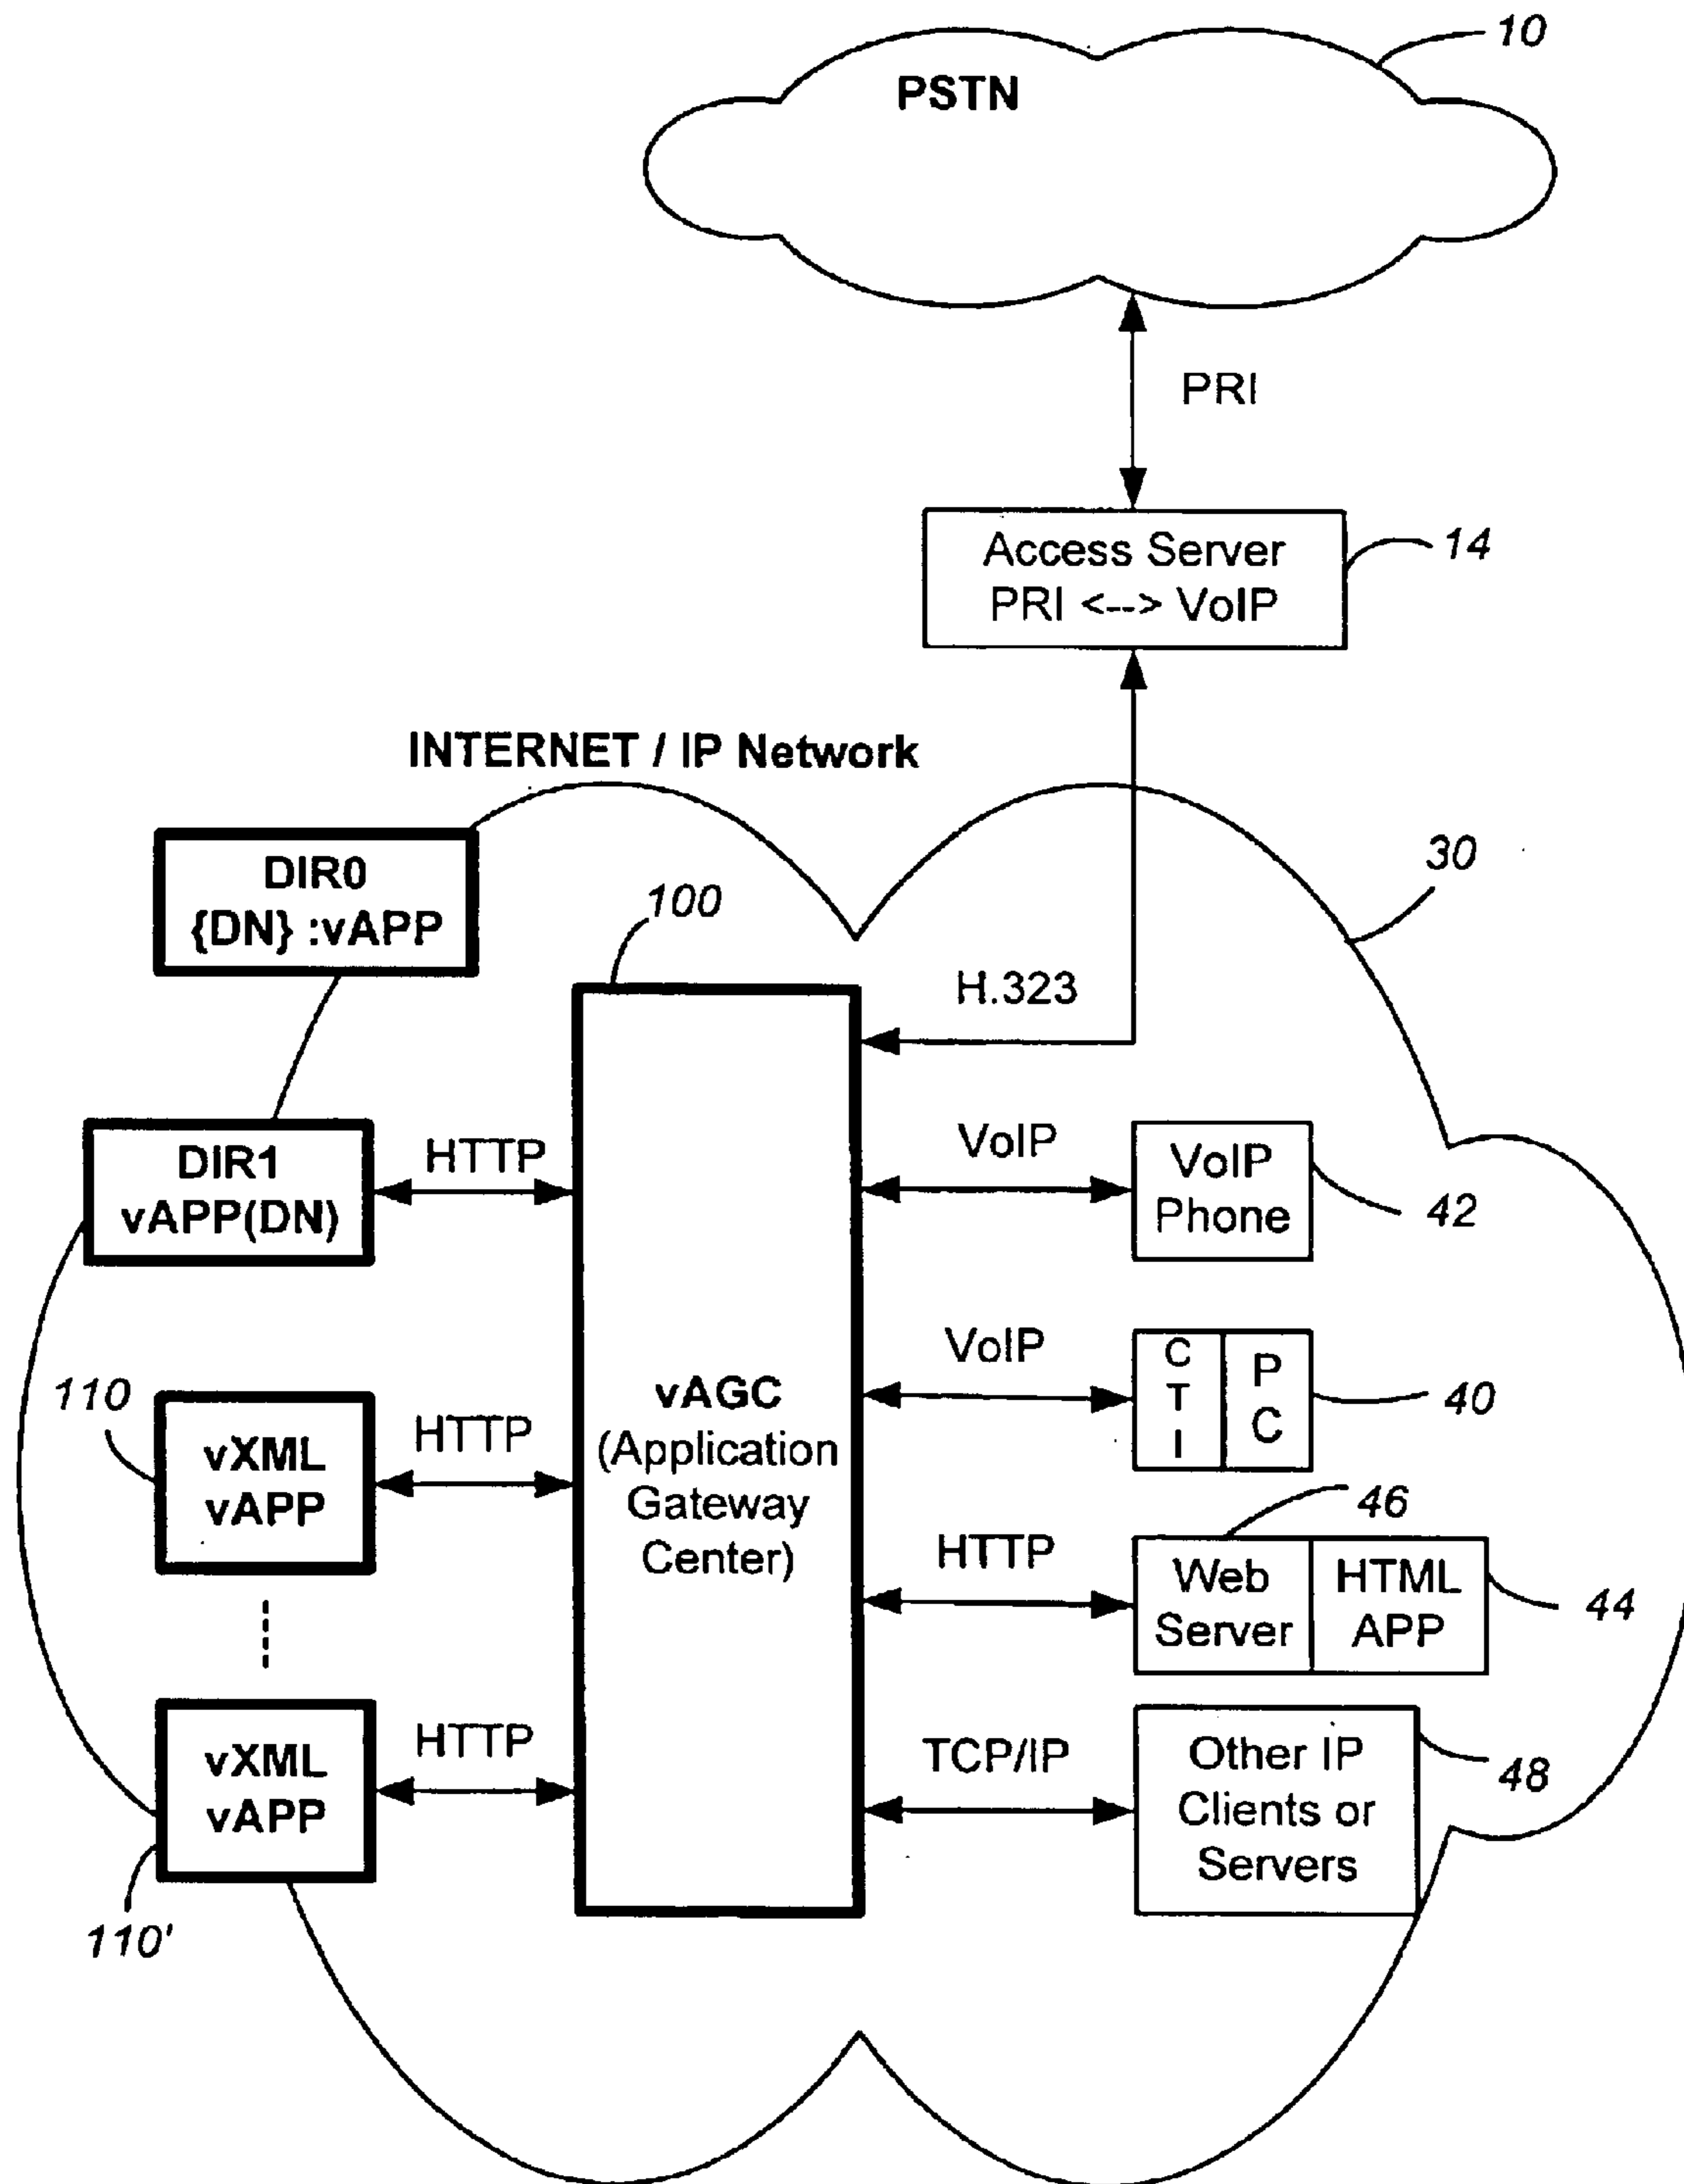 10
PSTN
PRI
Access Server
PRI <--> VoIP
14
INTERNET / IP Network
DIR0
{DN} :vAPP
100
30
H.323
DIR1
vAPP(DN)
HTTP
VoIP
VoIP
Phone
42
VoIP
C
T
I
P
C
40
110
vXML
vAPP
HTTP
vAGC
(Application
Gateway
Center)
46
HTTP
Web
Server
HTML
APP
44
vXML
vAPP
HTTP
TCP/IP
Other IP
Clients or
Servers
48
110'